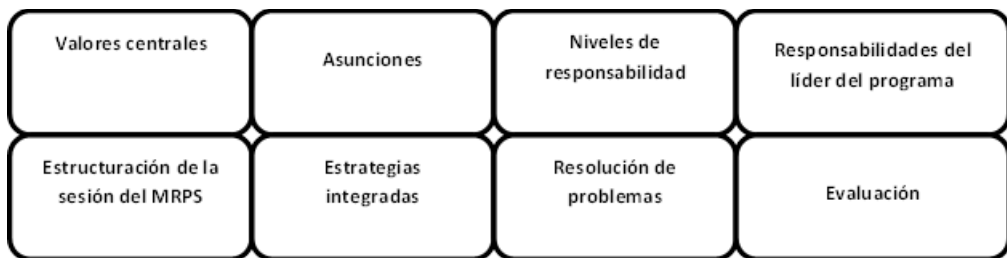 Valores centrales
Asunciones
Niveles de
responsabilidad
Responsabilidades del
líder del programa
Estructuración de la
sesión del MRPS
Estrategias
integradas
Resolución de
problemas
Evaluación